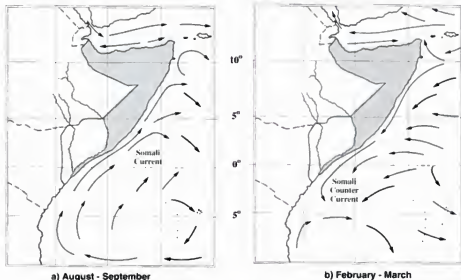 10°
5°
0°
5°
Somali
Current
Somali
Counter
Current
a) August - September
b) February - March